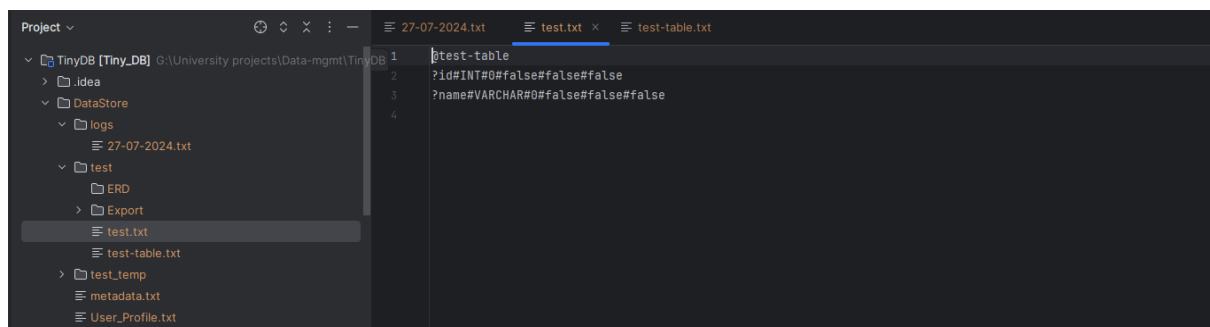 Project
27-07-2024.txt
test.txt
test-table.txt
TinyDB [Tiny_DB] G:\University projects\Data-mgmt\TinyDB
.idea
DataStore
logs
27-07-2024.txt
test
ERD
Export
test.txt
test-table.txt
test_temp
metadata.txt
User_Profile.txt
1 @test-table
2 ?id#INT#0#false#false#false
3 ?name#VARCHAR#0#false#false#false
4